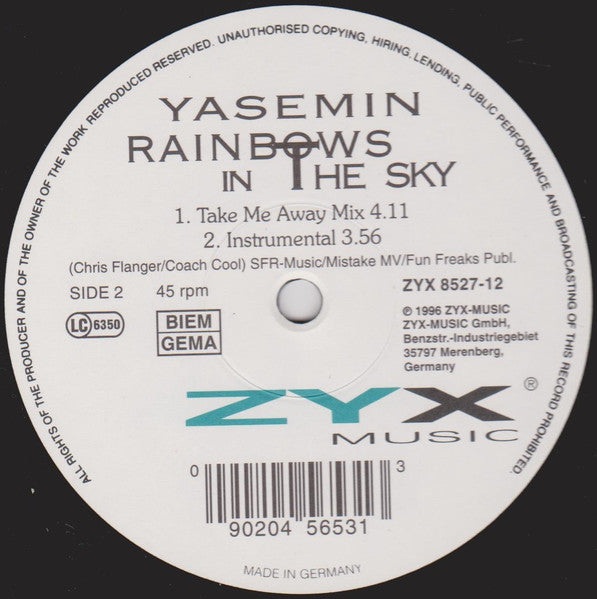 ALL RIGHTS OF THE PRODUCER AND OF THE OWNER OF THE WORK REPRODUCED RESERVED. UNAUTHORISED COPYING, HIRING, LENDING, PUBLIC PERFORMANCE AND BROADCASTING OF THIS RECORD PROHIBITED.
YASEMIN
RAINBOWS
IN THE SKY
1. Take Me Away Mix 4.11
2. Instrumental 3.56
(Chris Flanger/Coach Cool) SFR-Music/Mistake MV/Fun Freaks Publ.
SIDE 2 45 rpm
ZYX 8527-12
LC 6350
BIEM
GEMA
℗ 1996 ZYX-MUSIC
ZYX-MUSIC GmbH,
Benzstr.-Industriegebiet
35797 Merenberg,
Germany
ZYX®
MUSIC
0 90204 56531 3
MADE IN GERMANY